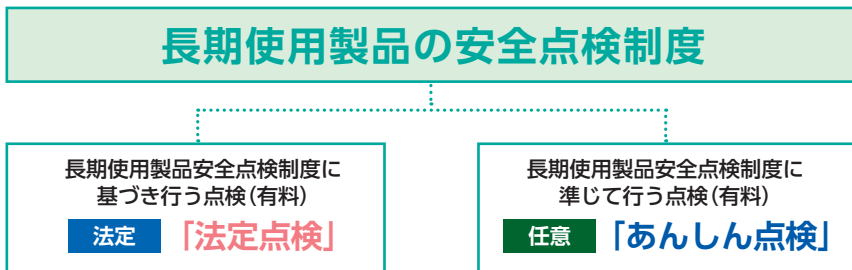 長期使用製品の安全点検制度
長期使用製品安全点検制度に
基づき行う点検(有料)
法定 「法定点検」
長期使用製品安全点検制度に
準じて行う点検(有料)
任意 「あんしん点検」